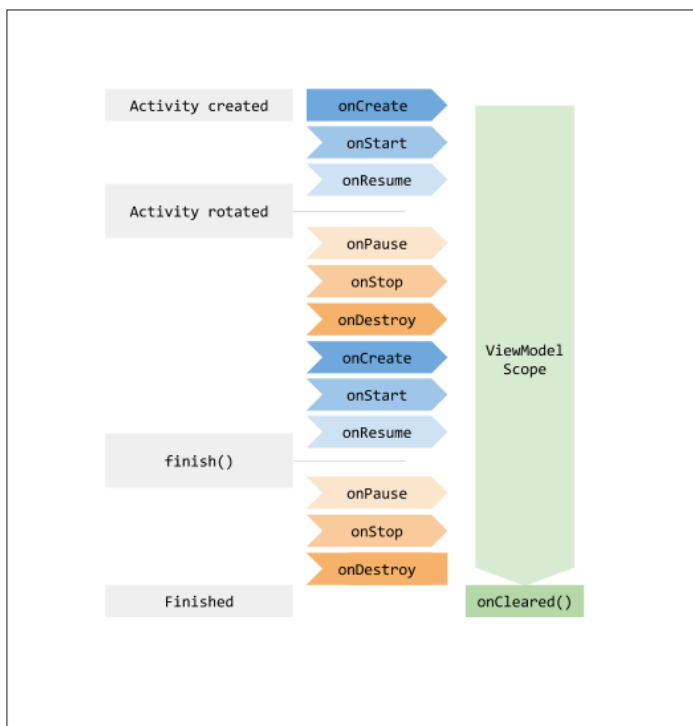 Activity created
onCreate
onStart
onResume
Activity rotated
onPause
onStop
onDestroy
onCreate
onStart
onResume
finish()
onPause
onStop
onDestroy
Finished
ViewModel
Scope
onCleared()